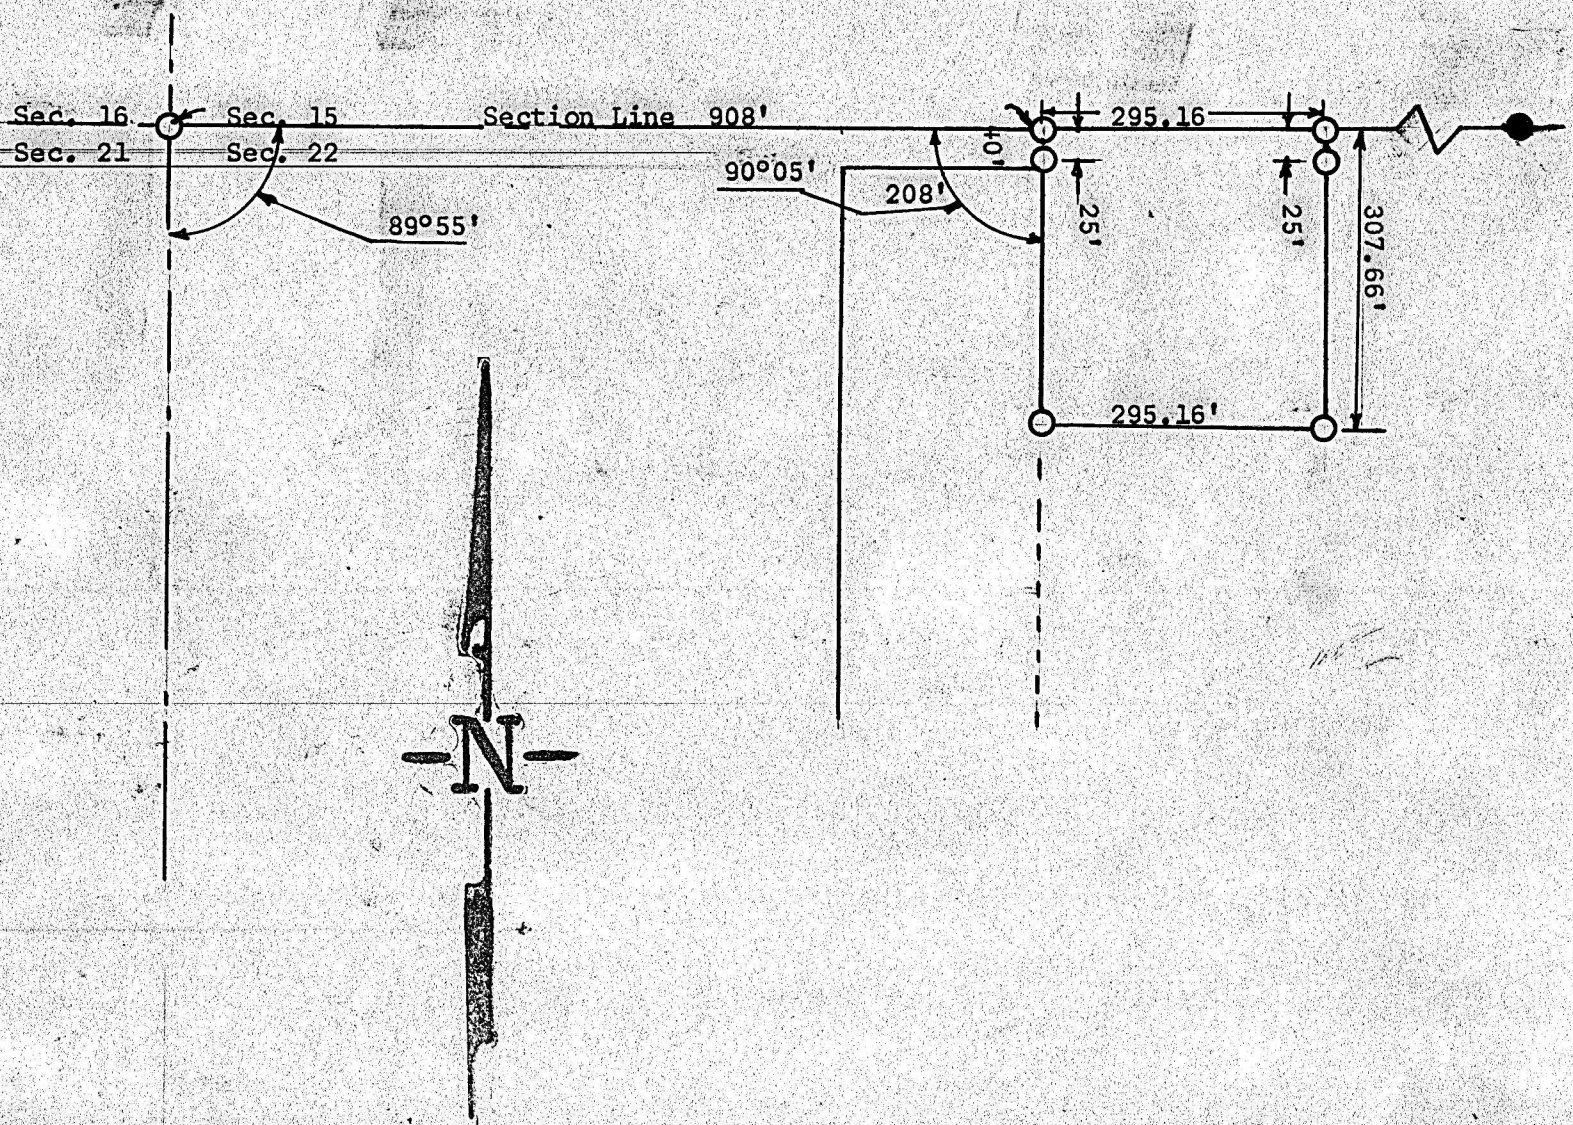 Sec. 16 Sec. 15 Section Line 908' 295.16
Sec. 21 Sec. 22
40'
90°05'
208'
89°55'
25' 25'
307.66'
295.16'
N